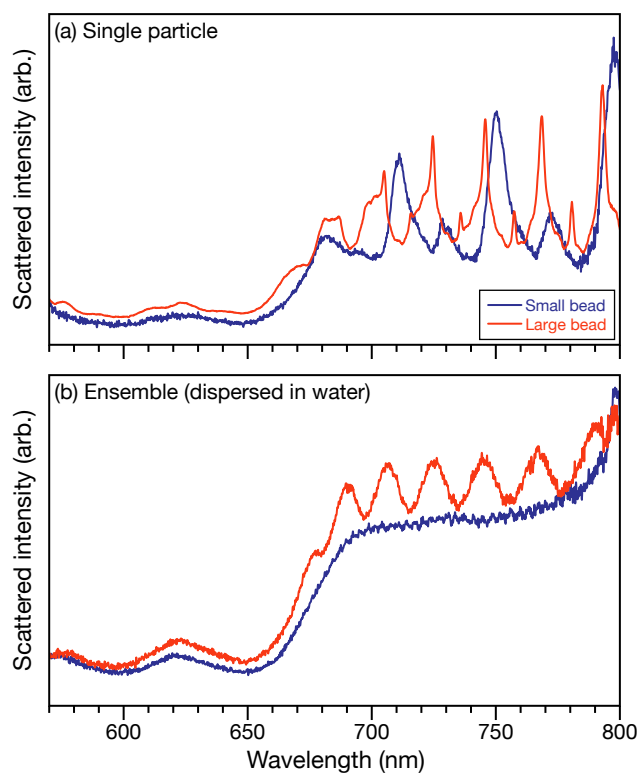 (a) Single particle
Scattered intensity (arb.)
Small bead
Large bead
(b) Ensemble (dispersed in water)
Scattered intensity (arb.)
600 650 700 750 800
Wavelength (nm)